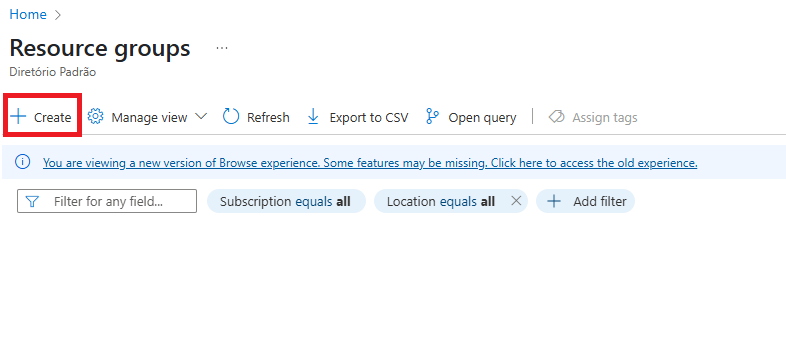 Home >
Resource groups ...
Diretório Padrão
+ Create Manage view Refresh Export to CSV Open query Assign tags
You are viewing a new version of Browse experience. Some features may be missing. Click here to access the old experience.
Filter for any field... Subscription equals all Location equals all × + Add filter